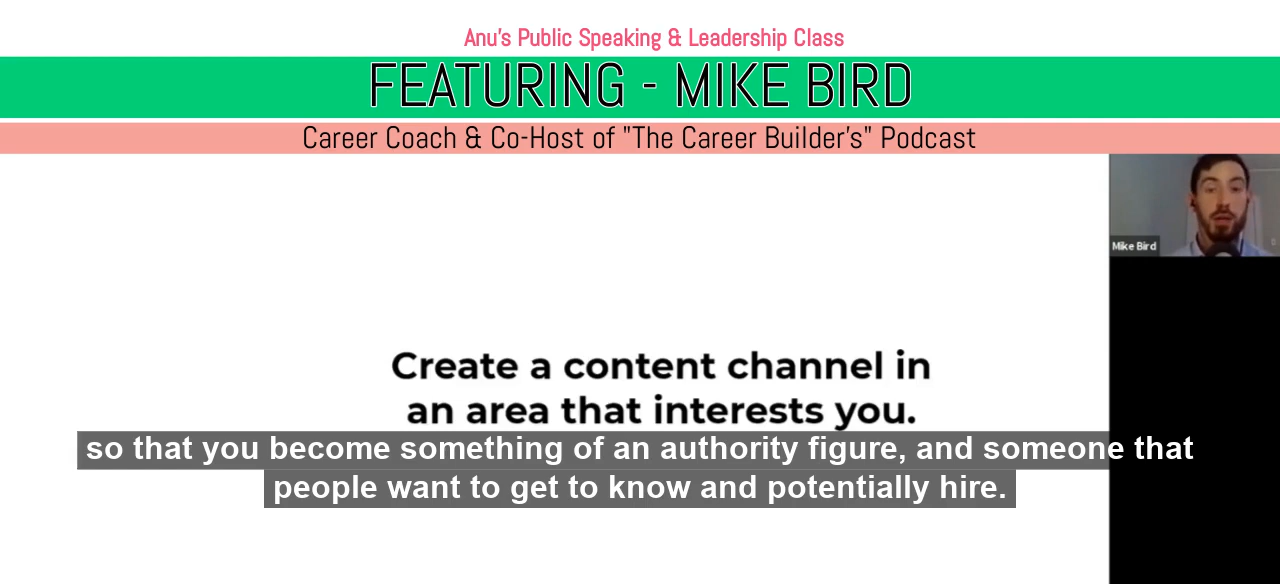 Anu's Public Speaking & Leadership Class
FEATURING - MIKE BIRD
Career Coach & Co-Host of "The Career Builder's" Podcast
Mike Bird
Create a content channel in
an area that interests you.
so that you become something of an authority figure, and someone that
people want to get to know and potentially hire.